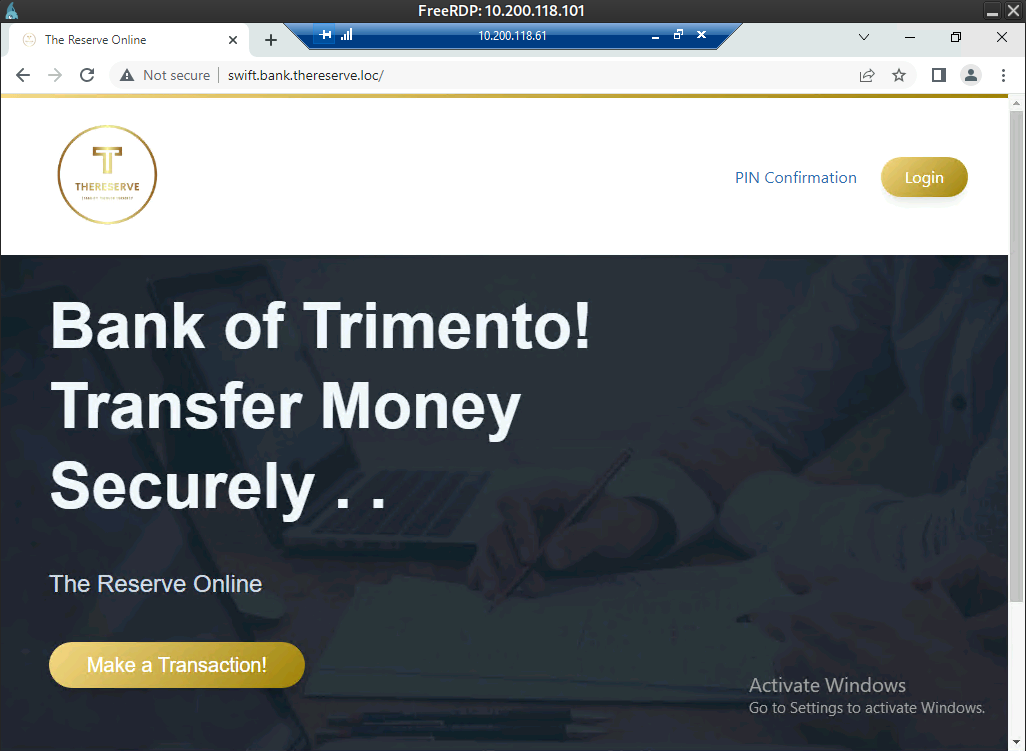 FreeRDP: 10.200.118.101
The Reserve Online
10.200.118.61
Not secure
swift.bank.thereserve.loc/
T
THERESERVE
PIN Confirmation
Login
Bank of Trimento!
Transfer Money
Securely . .
The Reserve Online
Make a Transaction!
Activate Windows
Go to Settings to activate Windows.